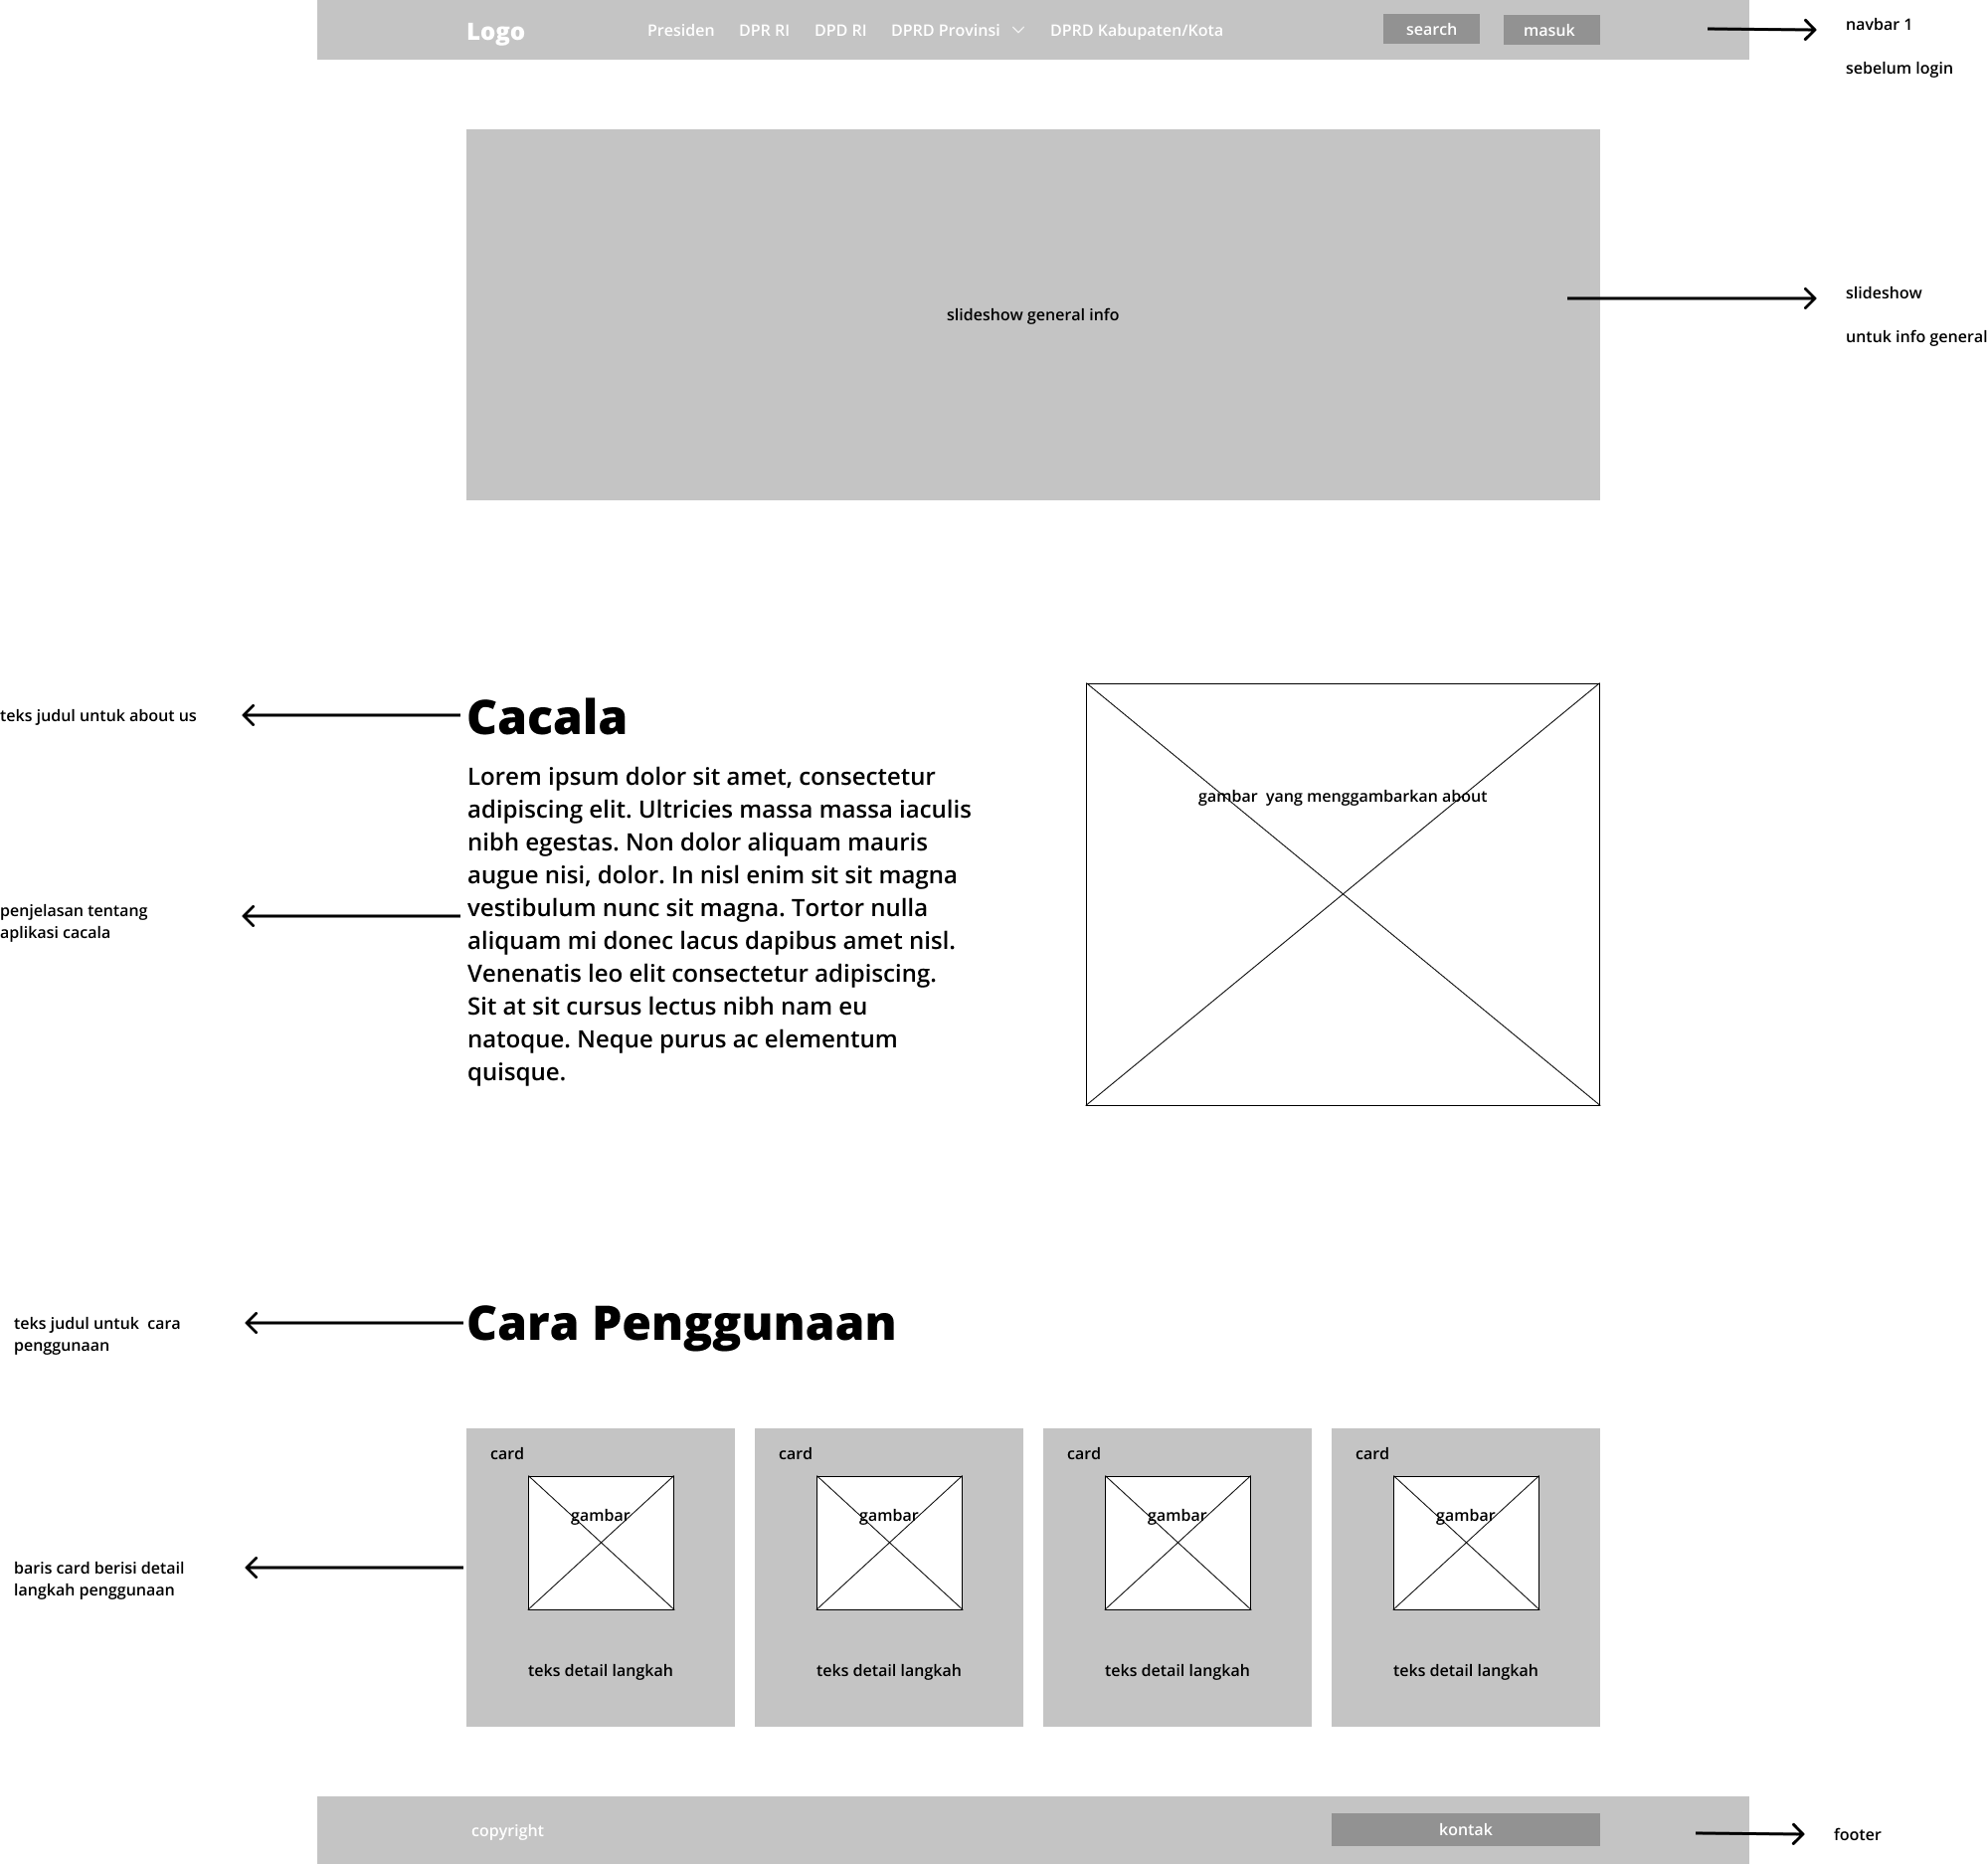 Logo
Presiden
DPR RI
DPD RI
DPRD Provinsi
DPRD Kabupaten/Kota
search
masuk
navbar 1
sebelum login
slideshow general info
slideshow
untuk info general
teks judul untuk about us
Cacala
Lorem ipsum dolor sit amet, consectetur
adipiscing elit. Ultricies massa massa iaculis
nibh egestas. Non dolor aliquam mauris
augue nisi, dolor. In nisl enim sit sit magna
vestibulum nunc sit magna. Tortor nulla
aliquam mi donec lacus dapibus amet nisl.
Venenatis leo elit consectetur adipiscing.
Sit at sit cursus lectus nibh nam eu
natoque. Neque purus ac elementum
quisque.
penjelasan tentang
aplikasi cacala
gambar  yang menggambarkan about
teks judul untuk  cara
penggunaan
Cara Penggunaan
baris card berisi detail
langkah penggunaan
card
gambar
teks detail langkah
card
gambar
teks detail langkah
card
gambar
teks detail langkah
card
gambar
teks detail langkah
copyright
kontak
footer